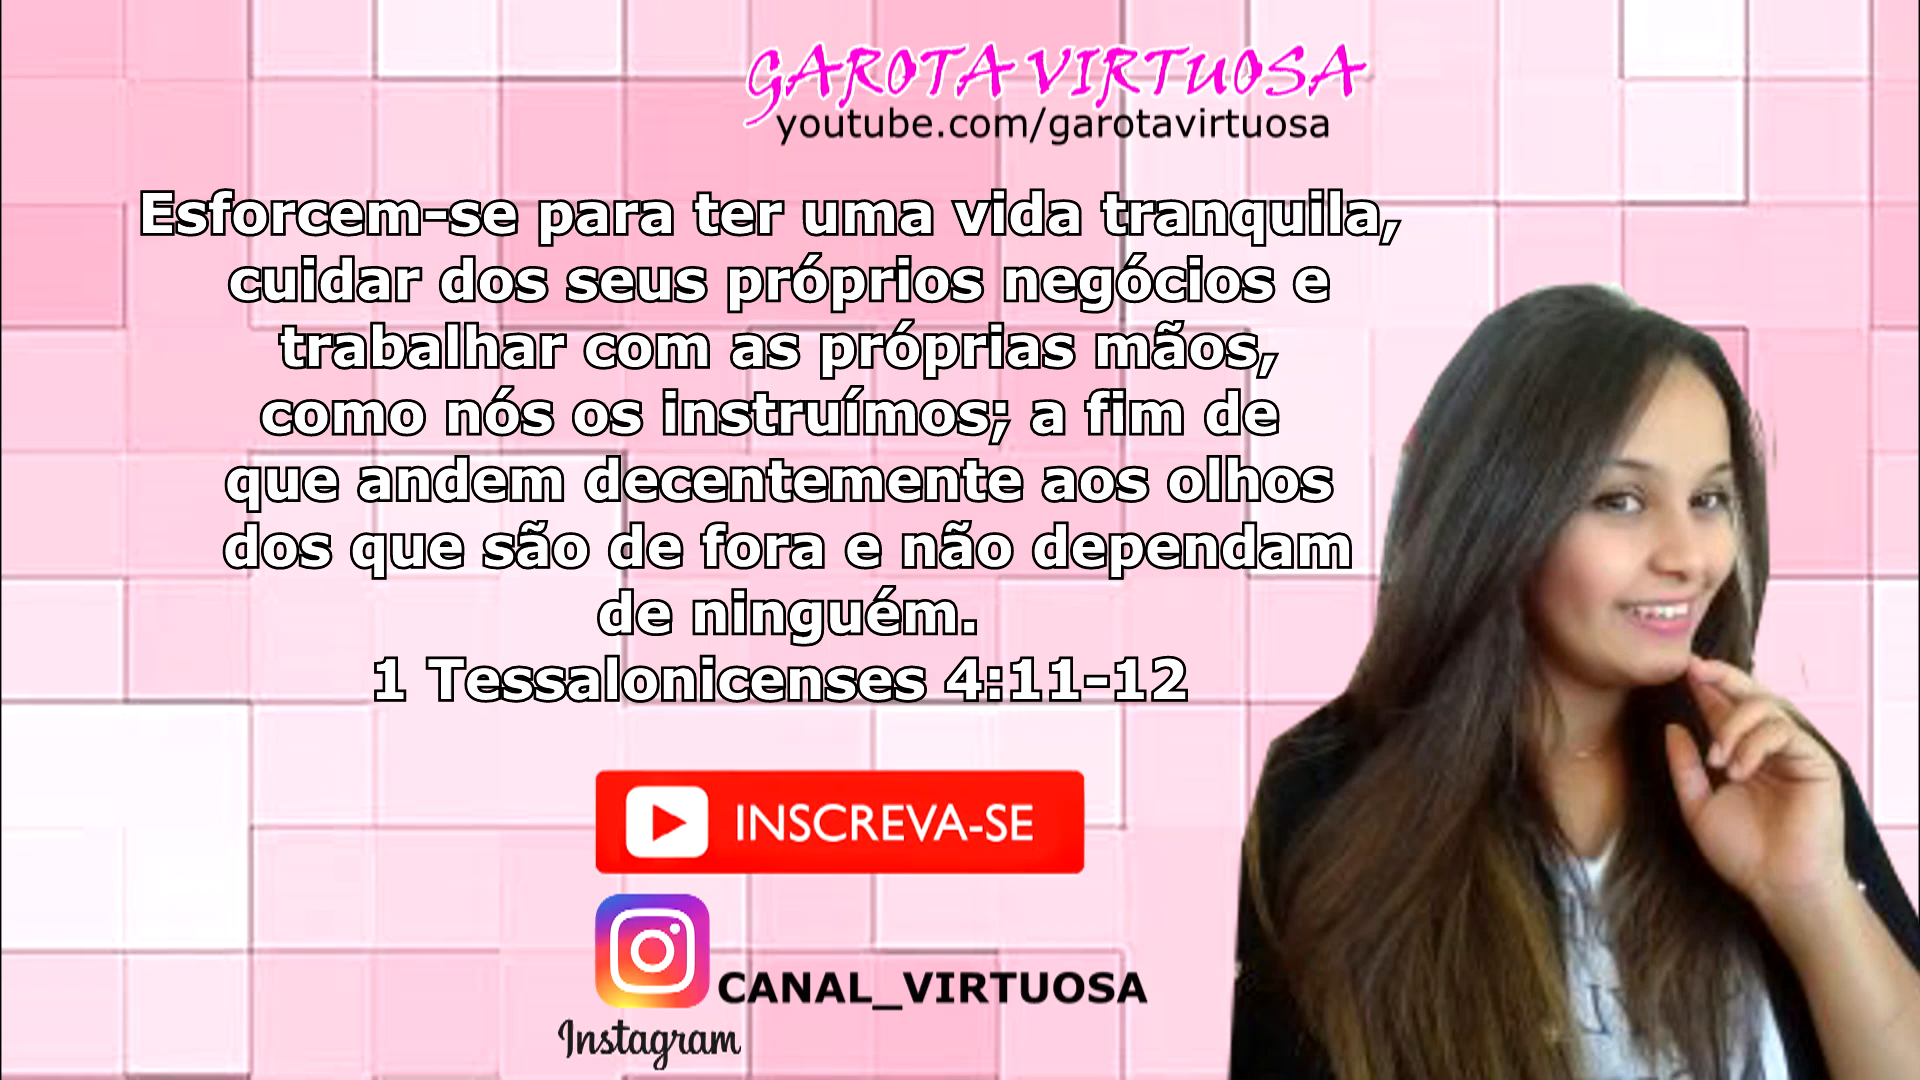 GAROTA VIRTUOSA
youtube.com/garotavirtuosa
Esforcem-se para ter uma vida tranquila,
cuidar dos seus próprios negócios e
trabalhar com as próprias mãos,
como nós os instruímos; a fim de
que andem decentemente aos olhos
dos que são de fora e não dependam
de ninguém.
1 Tessalonicenses 4:11-12
INSCREVA-SE
CANAL_VIRTUOSA
Instagram